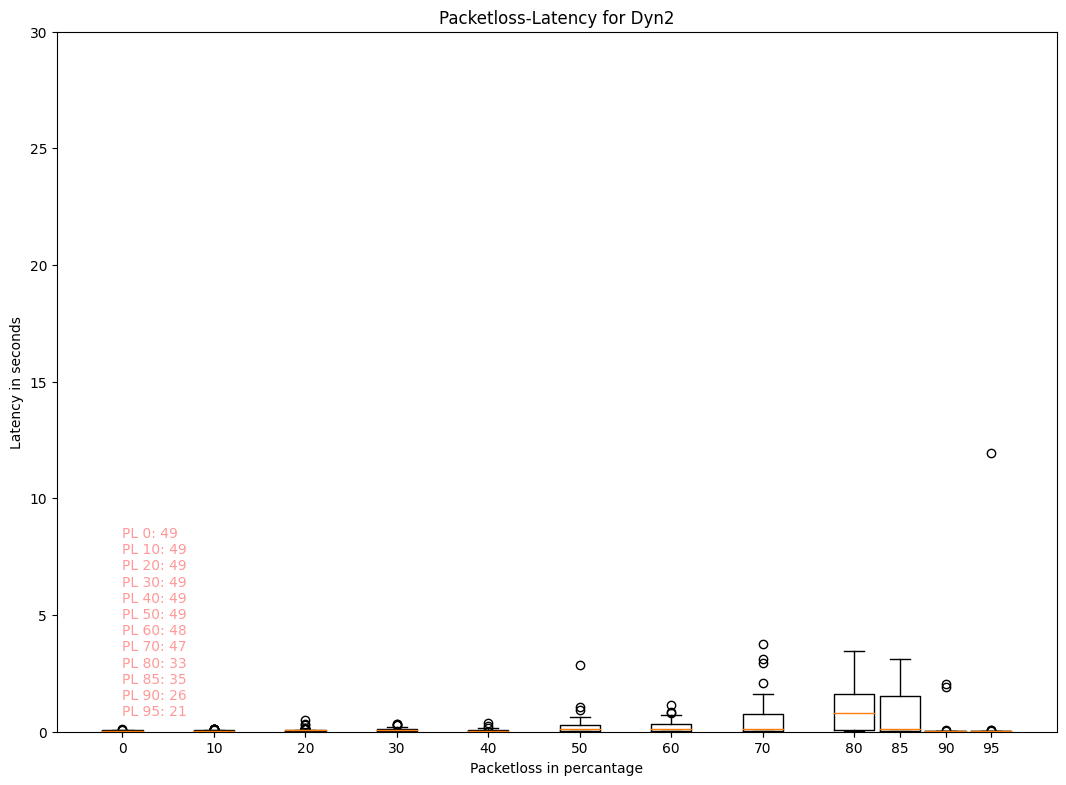 Packetloss-Latency for Dyn2
30
25
20
15
10
5
0
Latency in seconds
PL 0: 49
PL 10: 49
PL 20: 49
PL 30: 49
PL 40: 49
PL 50: 49
PL 60: 48
PL 70: 47
PL 80: 33
PL 85: 35
PL 90: 26
PL 95: 21
0 10 20 30 40 50 60 70 80 85 90 95
Packetloss in percantage